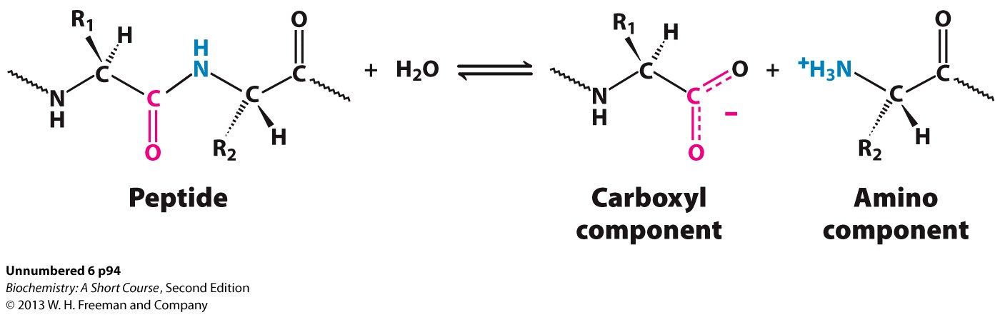 R1 H H O
N H C C O N H C R2 H C
+ H2O
R1 H
N H C C O O −
+
+H3N C R2 H C O
Peptide
Carboxyl
component
Amino
component
Unnumbered 6 p94
Biochemistry: A Short Course, Second Edition
© 2013 W. H. Freeman and Company